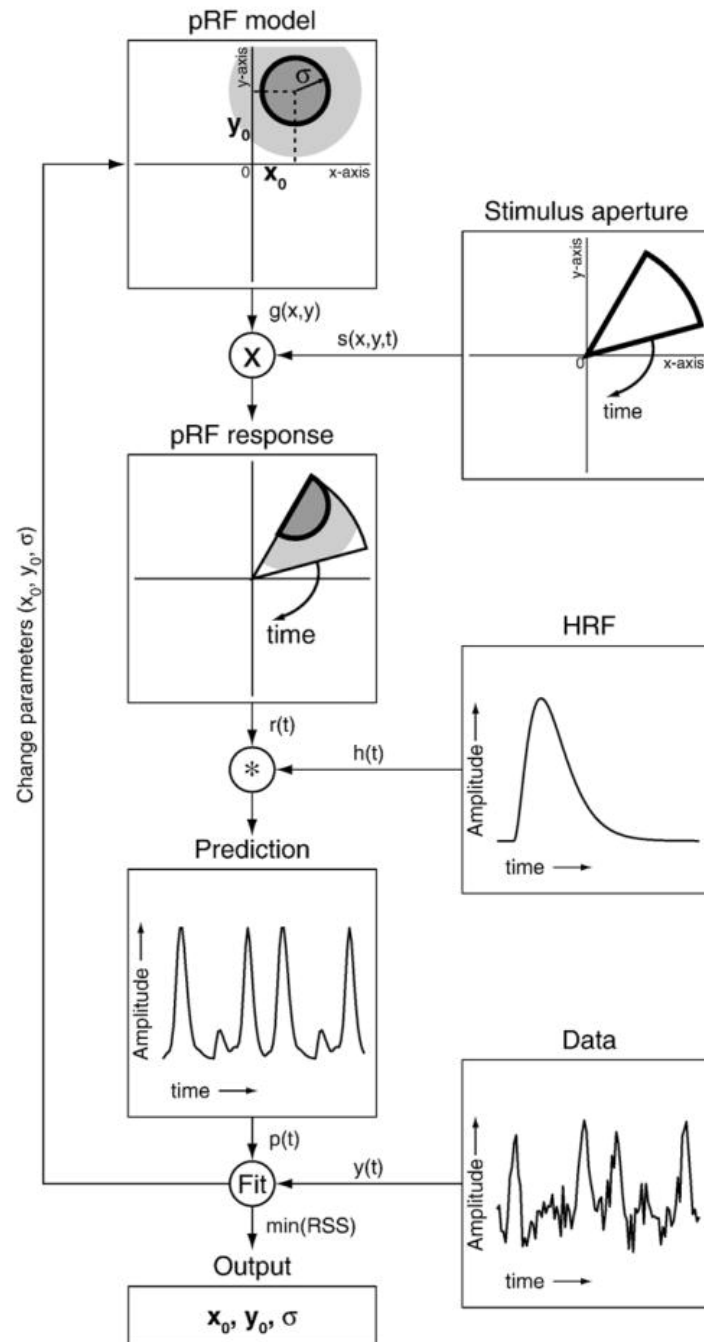 pRF model
y-axis
σ
y₀
0
x₀
x-axis
Stimulus aperture
y-axis
0
x-axis
time
g(x,y)
s(x,y,t)
X
pRF response
time
Change parameters (x₀, y₀, σ)
HRF
Amplitude
time
r(t)
h(t)
*
Prediction
Amplitude
time
Data
Amplitude
time
p(t)
y(t)
Fit
min(RSS)
Output
x₀, y₀, σ